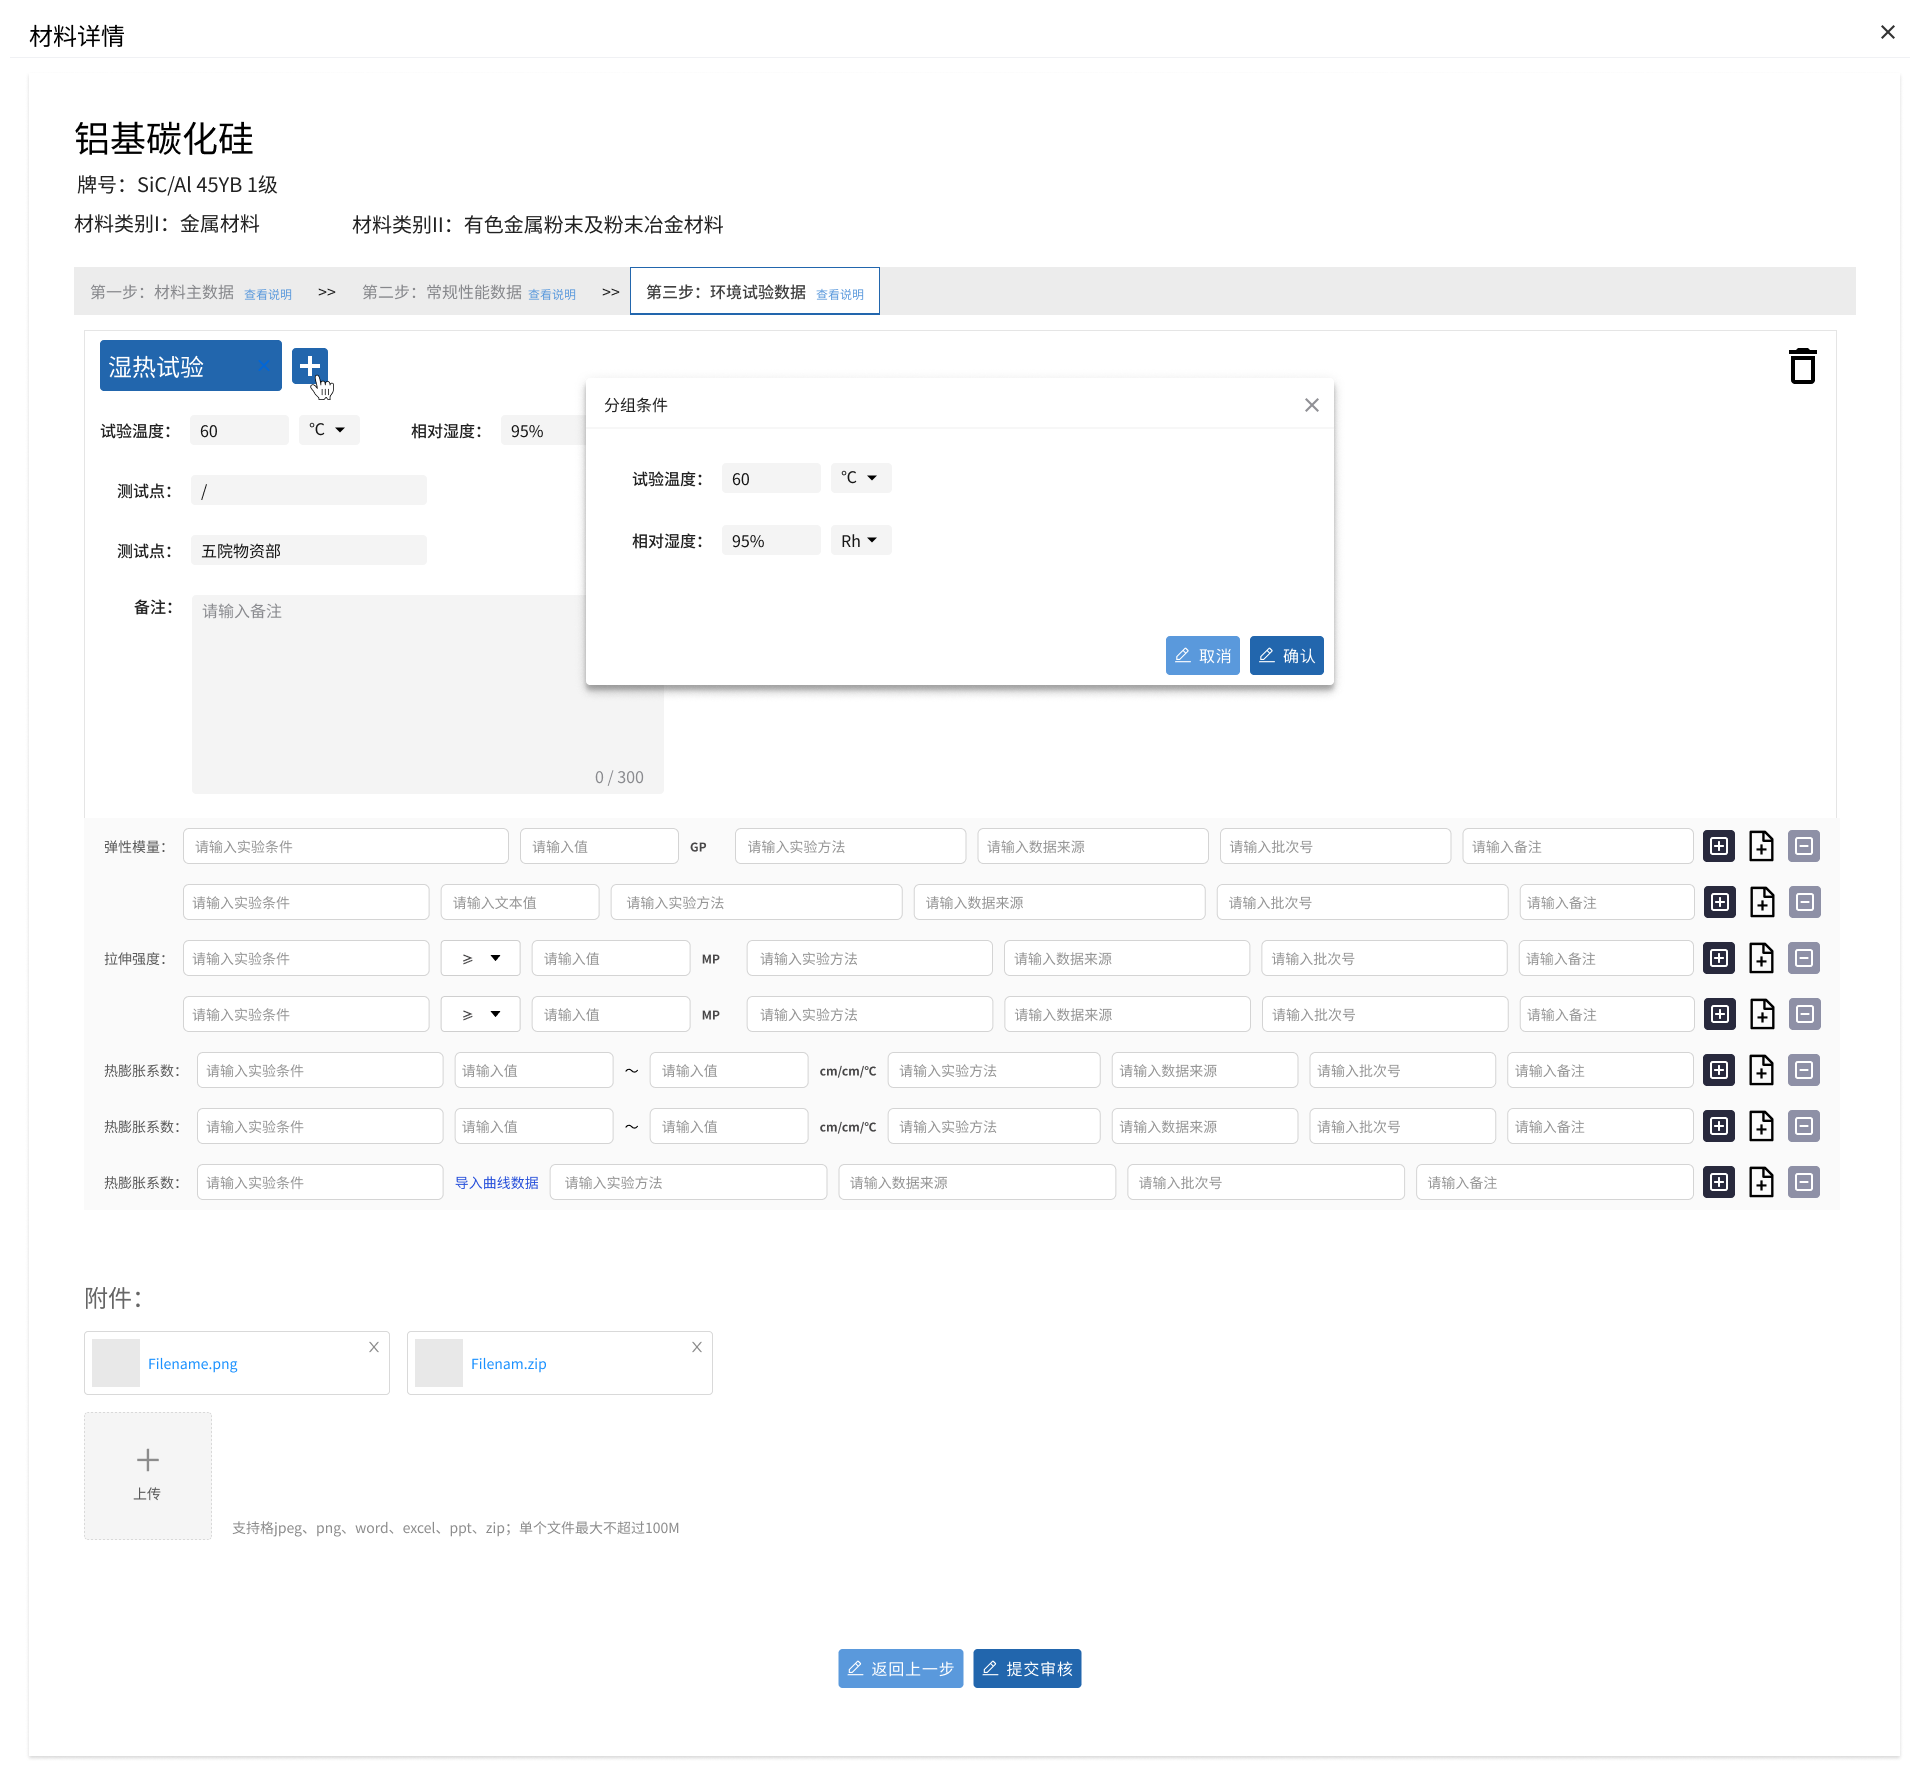 材料详情
铝基碳化硅
牌号：SiC/Al 45YB 1级
材料类别I：金属材料 材料类别II：有色金属粉末及粉末冶金材料
第一步：材料主数据 查看说明 >> 第二步：常规性能数据 查看说明 >> 第三步：环境试验数据 查看说明
湿热试验
试验温度： 60 ℃ 相对湿度： 95%
测试点： /
测试点： 五院物资部
备注： 请输入备注
0 / 300
分组条件
试验温度： 60 ℃
相对湿度： 95% Rh
取消 确认
弹性模量： 请输入实验条件 请输入值 GP 请输入实验方法 请输入数据来源 请输入批次号 请输入备注
请输入实验条件 请输入文本值 请输入实验方法 请输入数据来源 请输入批次号 请输入备注
拉伸强度： 请输入实验条件 ⩾ 请输入值 MP 请输入实验方法 请输入数据来源 请输入批次号 请输入备注
请输入实验条件 ⩾ 请输入值 MP 请输入实验方法 请输入数据来源 请输入批次号 请输入备注
热膨胀系数： 请输入实验条件 请输入值 ～ 请输入值 cm/cm/℃ 请输入实验方法 请输入数据来源 请输入批次号 请输入备注
热膨胀系数： 请输入实验条件 请输入值 ～ 请输入值 cm/cm/℃ 请输入实验方法 请输入数据来源 请输入批次号 请输入备注
热膨胀系数： 请输入实验条件 导入曲线数据 请输入实验方法 请输入数据来源 请输入批次号 请输入备注
附件：
Filename.png X Filenam.zip X
上传
支持格jpeg、png、word、excel、ppt、zip；单个文件最大不超过100M
返回上一步 提交审核